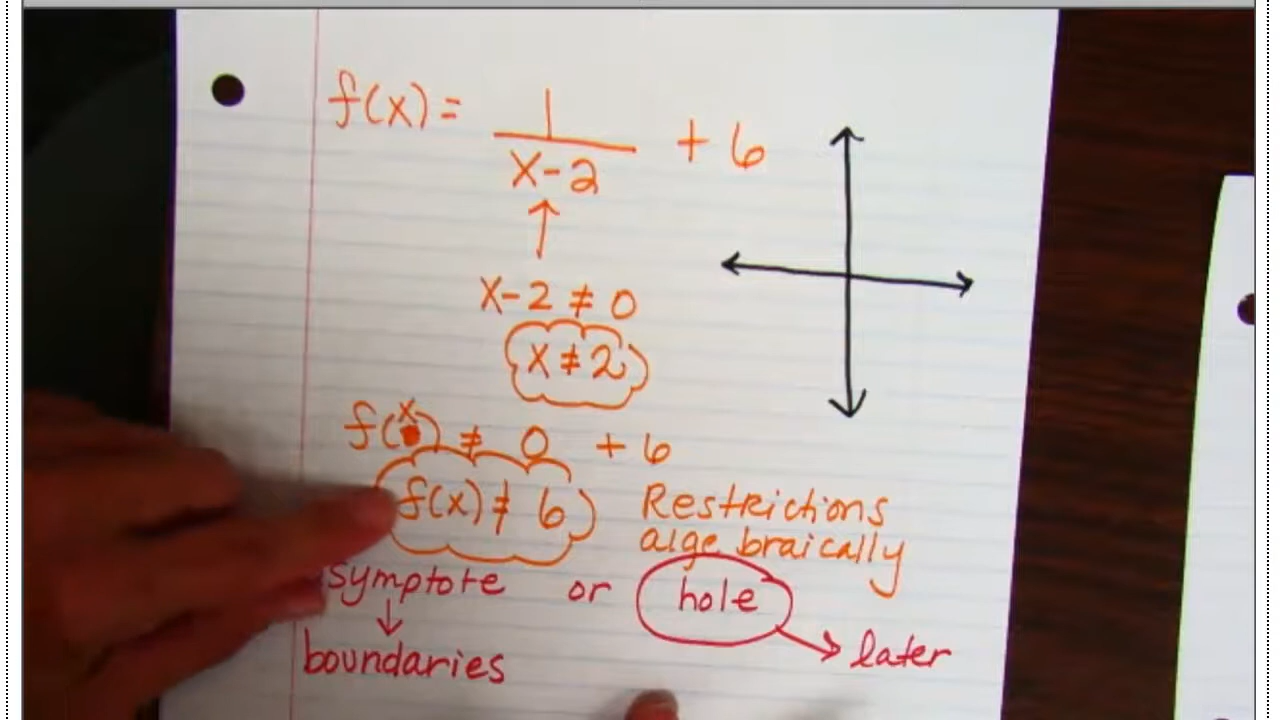 f(x) = 1/(x-2) + 6
x-2 ≠ 0
x ≠ 2
f(x) ≠ 0 + 6
f(x) ≠ 6
Restrictions
algebraically
symptote or hole → later
↓
boundaries